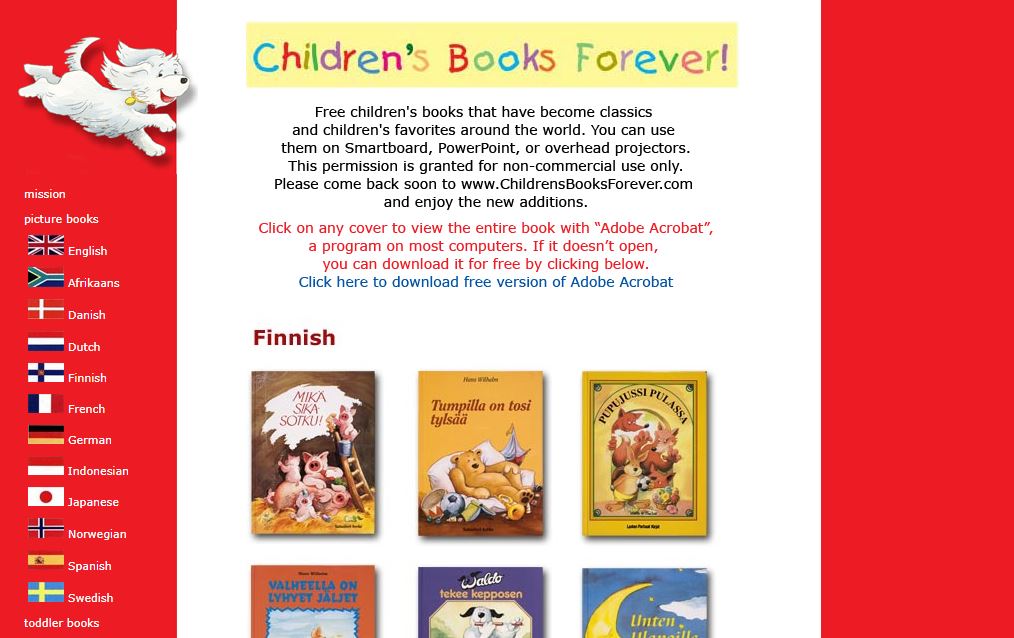 Children's Books Forever!
Free children's books that have become classics
and children's favorites around the world. You can use
them on Smartboard, PowerPoint, or overhead projectors.
This permission is granted for non-commercial use only.
Please come back soon to www.ChildrensBooksForever.com
and enjoy the new additions.
Click on any cover to view the entire book with “Adobe Acrobat”,
a program on most computers. If it doesn’t open,
you can download it for free by clicking below.
Click here to download free version of Adobe Acrobat
mission
picture books
English
Afrikaans
Danish
Dutch
Finnish
French
German
Indonesian
Japanese
Norwegian
Spanish
Swedish
toddler books
Finnish
MIKÄ
SIKA
SOTKU!
Hans Wilhelm
Tumpilla on tosi
tylsää
PUPUJUSSI PULASSA
Hans Wilhelm
VALHEELLA ON
LYHYET JÄLJET
Waldo
tekee kepposen
Unten